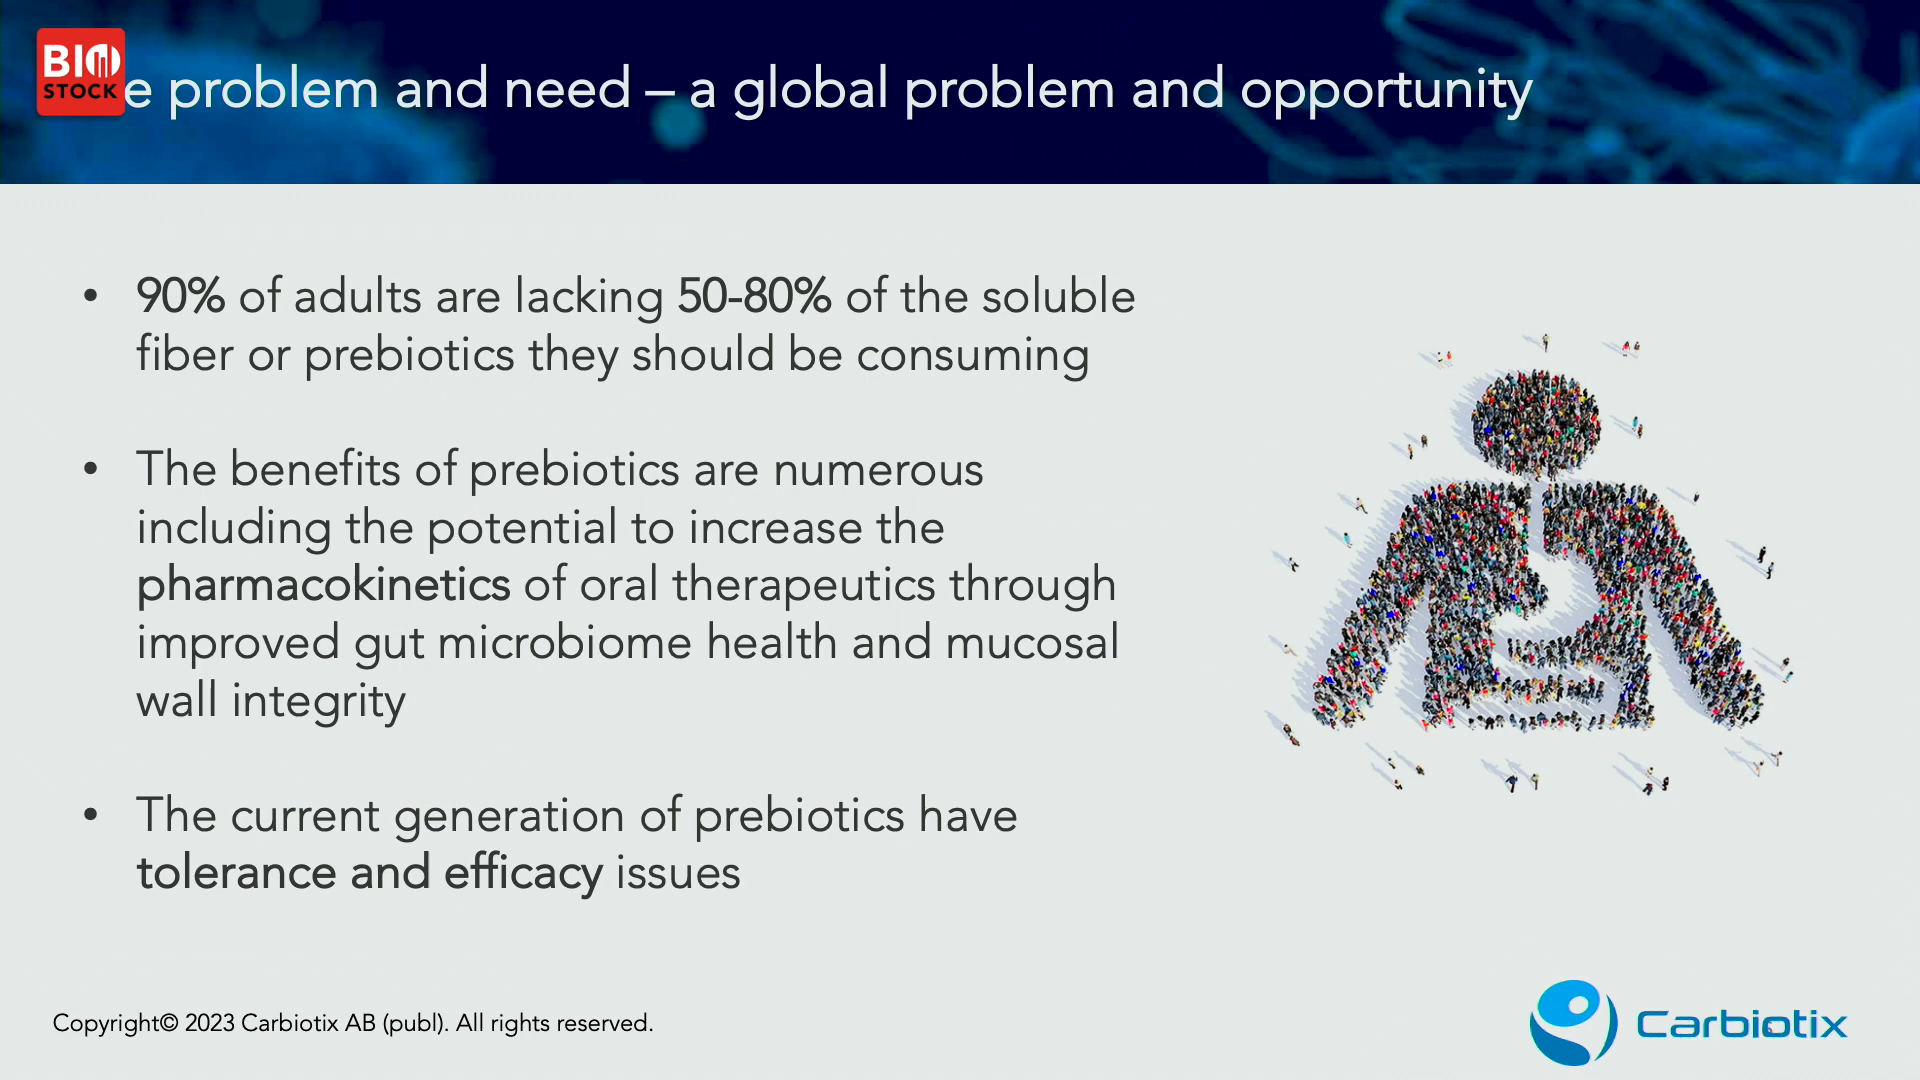 BIO
STOCK
e problem and need – a global problem and opportunity
• 90% of adults are lacking 50-80% of the soluble
fiber or prebiotics they should be consuming
• The benefits of prebiotics are numerous
including the potential to increase the
pharmacokinetics of oral therapeutics through
improved gut microbiome health and mucosal
wall integrity
• The current generation of prebiotics have
tolerance and efficacy issues
Copyright© 2023 Carbiotix AB (publ). All rights reserved.
Carbiotix